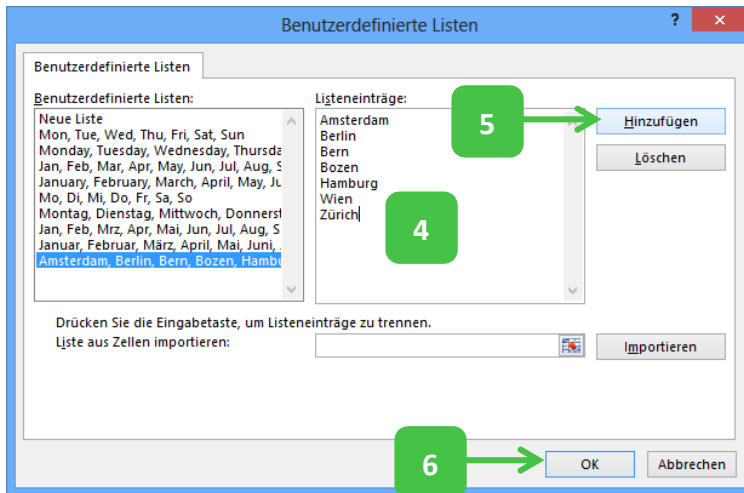 Benutzerdefinierte Listen
?
Benutzerdefinierte Listen
Benutzerdefinierte Listen:
Neue Liste
Mon, Tue, Wed, Thu, Fri, Sat, Sun
Monday, Tuesday, Wednesday, Thursda
Jan, Feb, Mar, Apr, May, Jun, Jul, Aug, S
January, February, March, April, May, Ju
Mo, Di, Mi, Do, Fr, Sa, So
Montag, Dienstag, Mittwoch, Donnerst
Jan, Feb, Mrz, Apr, Mai, Jun, Jul, Aug, S
Januar, Februar, März, April, Mai, Juni, .
Amsterdam, Berlin, Bern, Bozen, Hambu
Listeneinträge:
Amsterdam
Berlin
Bern
Bozen
Hamburg
Wien
Zürich
4
5
Hinzufügen
Löschen
Drücken Sie die Eingabetaste, um Listeneinträge zu trennen.
Liste aus Zellen importieren:
Importieren
6
OK
Abbrechen